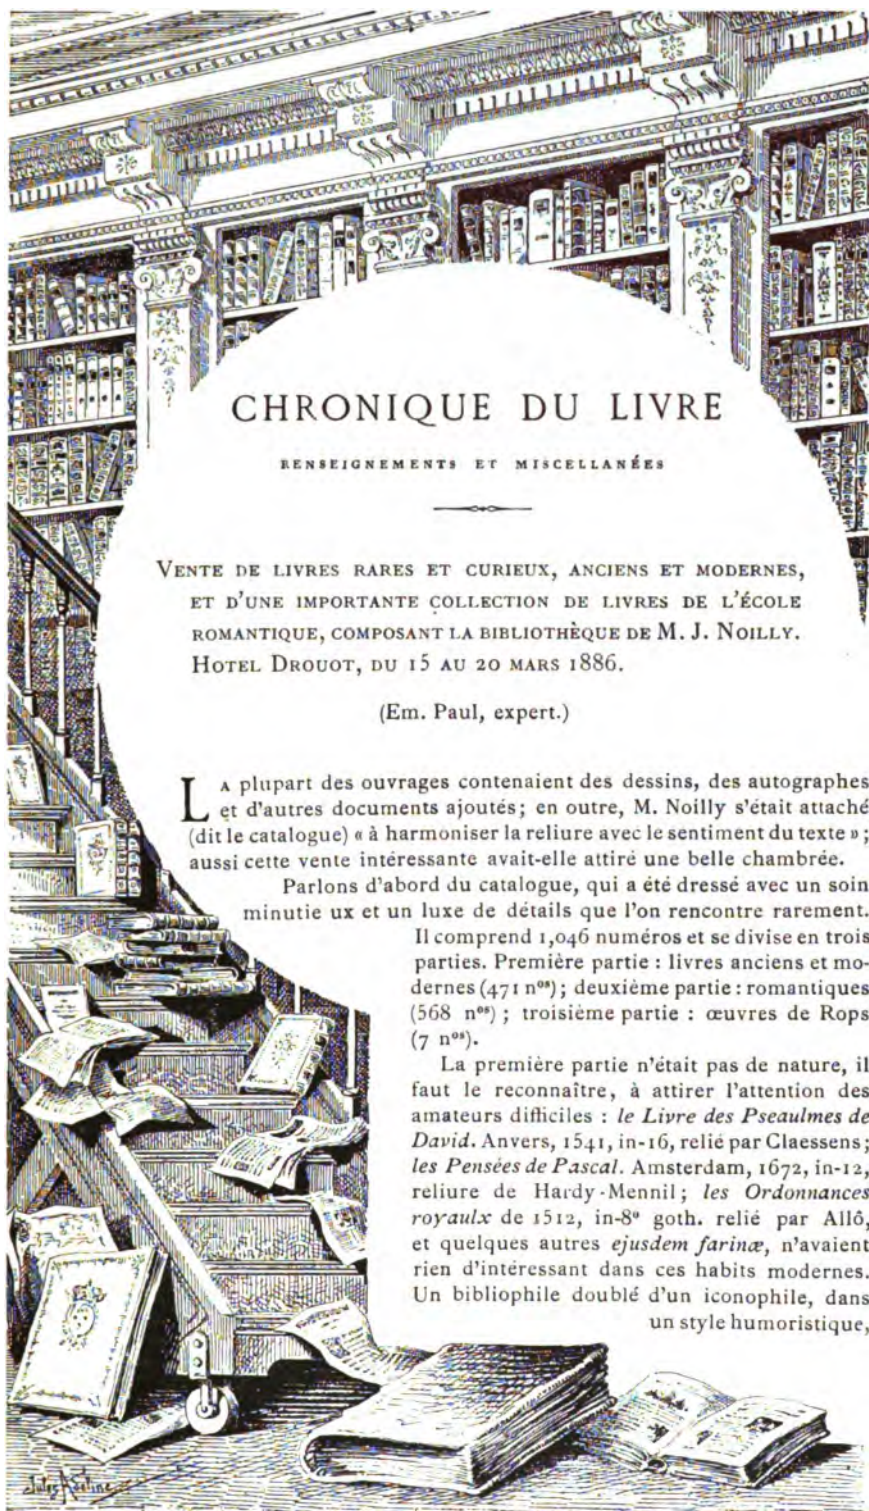 CHRONIQUE DU LIVRE
RENSEIGNEMENTS ET MISCELLANÉES
VENTE DE LIVRES RARES ET CURIEUX, ANCIENS ET MODERNES,
ET D'UNE IMPORTANTE COLLECTION DE LIVRES DE L'ÉCOLE
ROMANTIQUE, COMPOSANT LA BIBLIOTHÈQUE DE M. J. NOILLY.
HOTEL DROUOT, DU 15 AU 20 MARS 1886.
(Em. Paul, expert.)
LA plupart des ouvrages contenaient des dessins, des autographes
et d'autres documents ajoutés; en outre, M. Noilly s'était attaché
(dit le catalogue) « à harmoniser la reliure avec le sentiment du texte » ;
aussi cette vente intéressante avait-elle attiré une belle chambrée.
Parlons d'abord du catalogue, qui a été dressé avec un soin
minutie ux et un luxe de détails que l'on rencontre rarement.
Il comprend 1,046 numéros et se divise en trois
parties. Première partie : livres anciens et mo-
dernes (471 nos) ; deuxième partie : romantiques
(568 nos) ; troisième partie : œuvres de Rops
(7 nos).
La première partie n'était pas de nature, il
faut le reconnaître, à attirer l'attention des
amateurs difficiles : le Livre des Pseaulmes de
David. Anvers, 1541, in-16, relié par Claessens ;
les Pensées de Pascal. Amsterdam, 1672, in-12,
reliure de Hardy-Mennil ; les Ordonnances
royaulx de 1512, in-8º goth. relié par Allô,
et quelques autres ejusdem farinæ, n'avaient
rien d'intéressant dans ces habits modernes.
Un bibliophile doublé d'un iconophile, dans
un style humoristique,
Jules Adeline